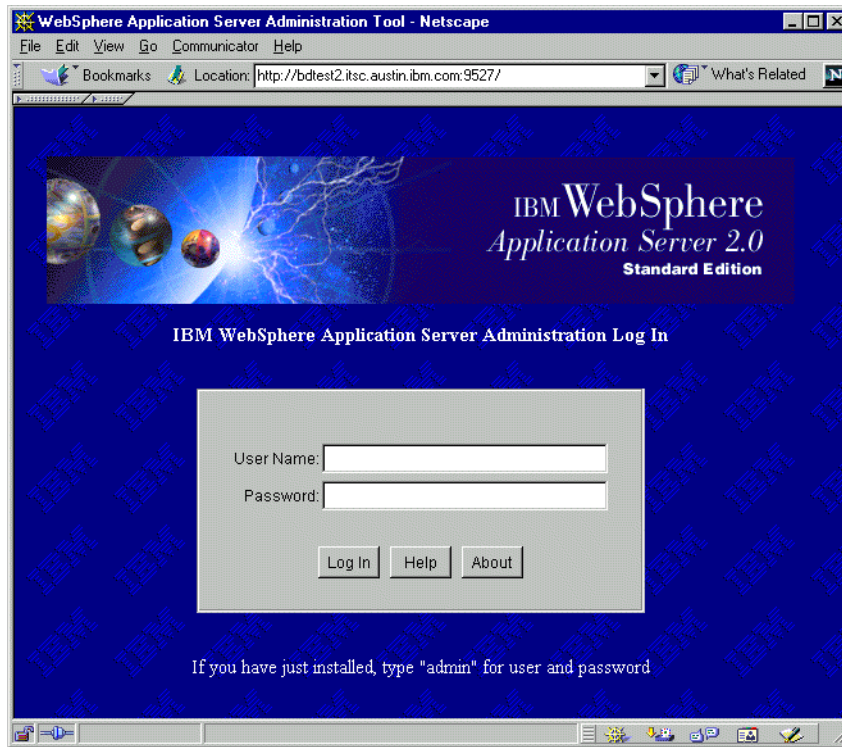 WebSphere Application Server Administration Tool - Netscape
File Edit View Go Communicator Help
Bookmarks Location: http://bdtest2.itsc.austin.ibm.com:9527/ What's Related N
IBM WebSphere
Application Server 2.0
Standard Edition
IBM WebSphere Application Server Administration Log In
User Name:
Password:
Log In Help About
If you have just installed, type "admin" for user and password